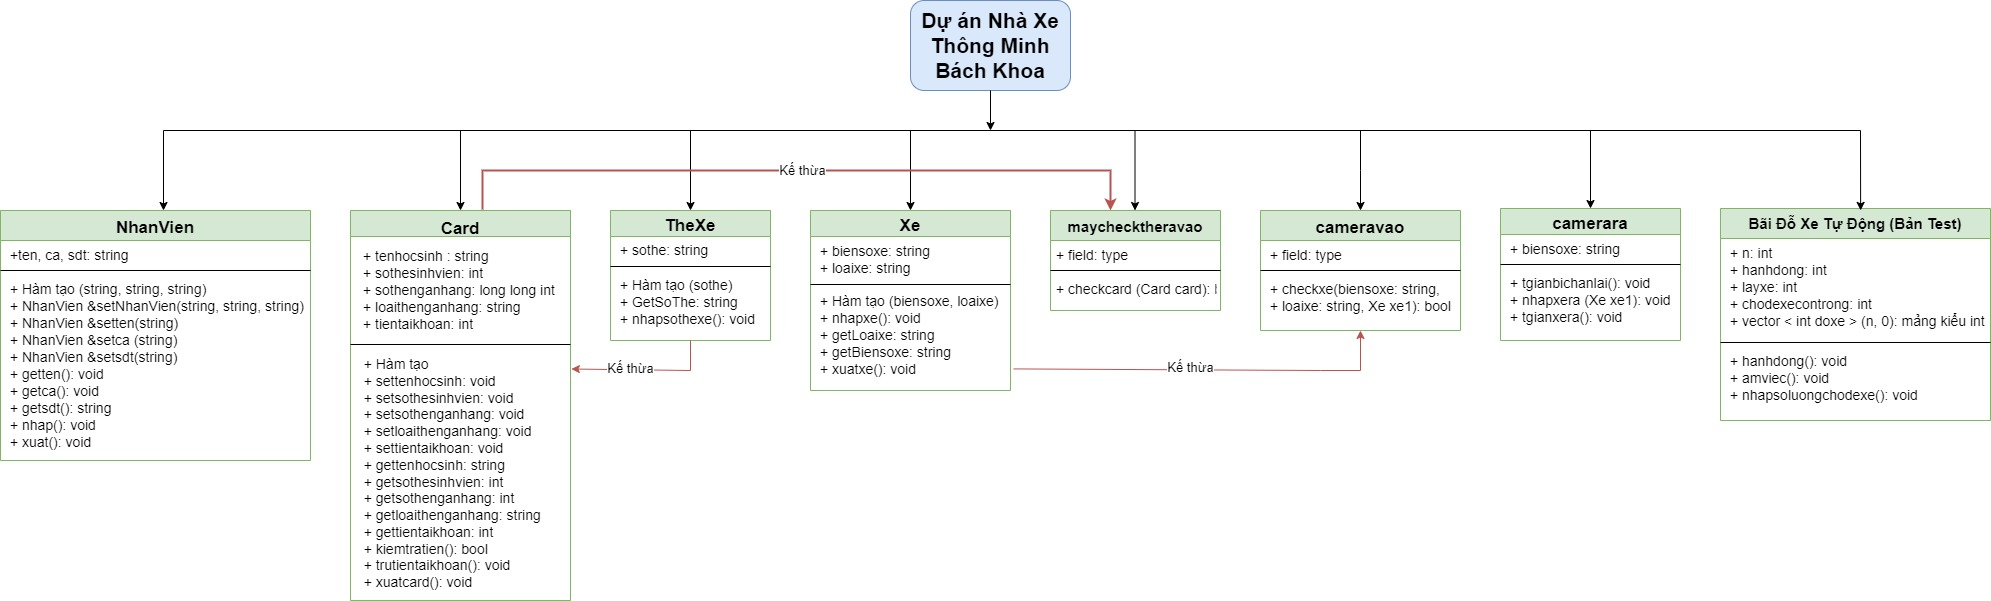 Dự án Nhà Xe
Thông Minh
Bách Khoa
Kế thừa
NhanVien
+ten, ca, sdt: string
+ Hàm tạo (string, string, string)
+ NhanVien &setNhanVien(string, string, string)
+ NhanVien &setten(string)
+ NhanVien &setca (string)
+ NhanVien &setsdt(string)
+ getten(): void
+ getca(): void
+ getsdt(): string
+ nhap(): void
+ xuat(): void
Card
+ tenhocsinh : string
+ sothesinhvien: int
+ sothenganhang: long long int
+ loaithenganhang: string
+ tientaikhoan: int
+ Hàm tạo
+ settenhocsinh: void
+ setsothesinhvien: void
+ setsothenganhang: void
+ setloaithenganhang: void
+ settientaikhoan: void
+ gettenhocsinh: string
+ getsothesinhvien: int
+ getsothenganhang: int
+ getloaithenganhang: string
+ gettientaikhoan: int
+ kiemtratien(): bool
+ trutientaikhoan(): void
+ xuatcard(): void
TheXe
+ sothe: string
+ Hàm tạo (sothe)
+ GetSoThe: string
+ nhapsothexe(): void
Kế thừa
Xe
+ biensoxe: string
+ loaixe: string
+ Hàm tạo (biensoxe, loaixe)
+ nhapxe(): void
+ getLoaixe: string
+ getBiensoxe: string
+ xuatxe(): void
Kế thừa
maychecktheravao
+ field: type
+ checkcard (Card card):
cameravao
+ field: type
+ checkxe(biensoxe: string,
+ loaixe: string, Xe xe1): bool
camerara
+ biensoxe: string
+ tgianbichanlai(): void
+ nhapxera (Xe xe1): void
+ tgianxera(): void
Bãi Đỗ Xe Tự Động (Bản Test)
+ n: int
+ hanhdong: int
+ layxe: int
+ chodexecontrong: int
+ vector < int doxe > (n, 0): mảng kiểu int
+ hanhdong(): void
+ amviec(): void
+ nhapsoluongchodexe(): void